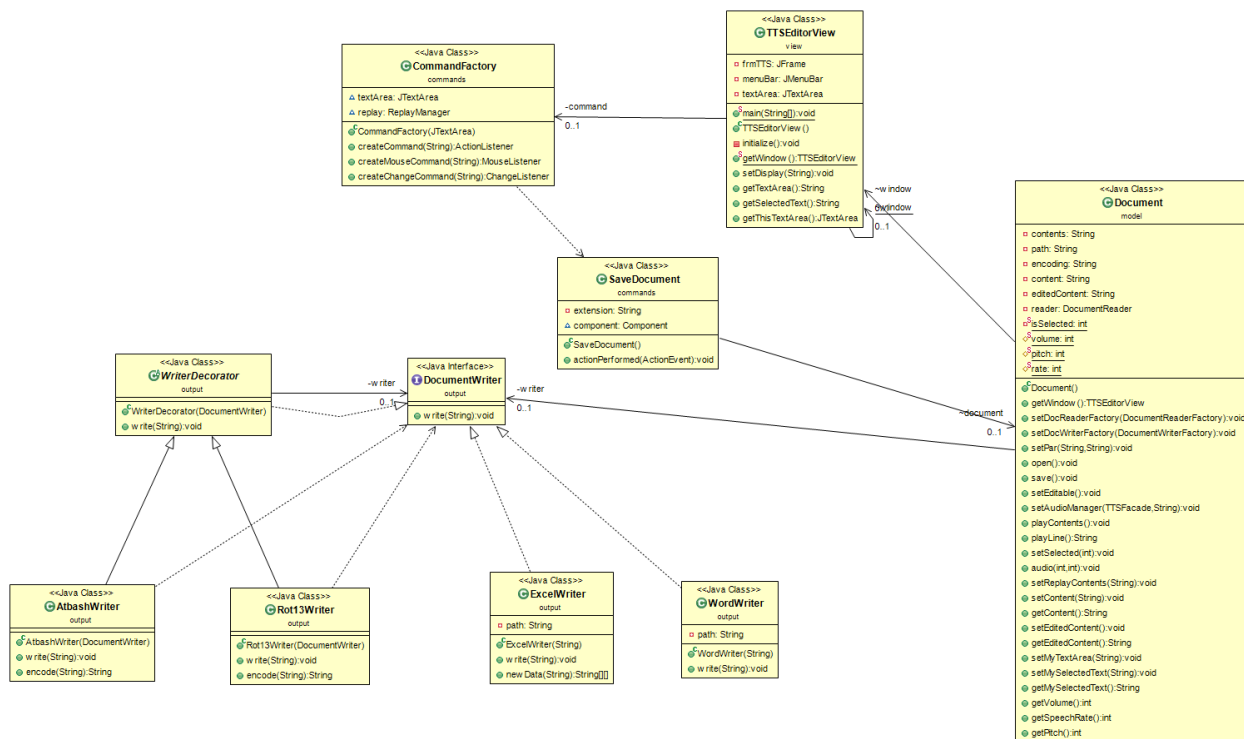 <<Java Class>>
TTSEditorView
view
frmTTS: JFrame
menuBar: JMenuBar
textArea: JTextArea
main(String[]):void
TTSEditorView()
initialize():void
getWindow():TTSEditorView
setDisplay(String):void
getTextArea():String
getSelectedText():String
getThisTextArea():JTextArea
<<Java Class>>
CommandFactory
commands
textArea: JTextArea
replay: ReplayManager
CommandFactory(JTextArea)
createCommand(String):ActionListener
createMouseCommand(String):MouseListener
createChangeCommand(String):ChangeListener
-command
0..1
~window
~window
0..1
<<Java Class>>
Document
model
contents: String
path: String
encoding: String
content: String
editedContent: String
reader: DocumentReader
isSelected: int
volume: int
pitch: int
rate: int
Document()
getWindow():TTSEditorView
setDocReaderFactory(DocumentReaderFactory):void
setDocWriterFactory(DocumentWriterFactory):void
setPar(String,String):void
open():void
save():void
setEditable():void
setAudioManager(TTSFacade,String):void
playContents():void
playLine():String
setSelected(int):void
audio(int,int):void
setReplayContents(String):void
setContent(String):void
getContent():String
setEditedContent():void
getEditedContent():String
setMyTextArea(String):void
setMySelectedText(String):void
getMySelectedText():String
getVolume():int
getSpeechRate():int
getPitch():int
<<Java Class>>
SaveDocument
commands
extension: String
component: Component
SaveDocument()
actionPerformed(ActionEvent):void
~document
0..1
<<Java Class>>
WriterDecorator
output
WriterDecorator(DocumentWriter)
write(String):void
-writer
0..1
<<Java Interface>>
DocumentWriter
output
write(String):void
-writer
0..1
<<Java Class>>
AtbashWriter
output
AtbashWriter(DocumentWriter)
write(String):void
encode(String):String
<<Java Class>>
Rot13Writer
output
Rot13Writer(DocumentWriter)
write(String):void
encode(String):String
<<Java Class>>
ExcelWriter
output
path: String
ExcelWriter(String)
write(String):void
newData(String):String[][]
<<Java Class>>
WordWriter
output
path: String
WordWriter(String)
write(String):void